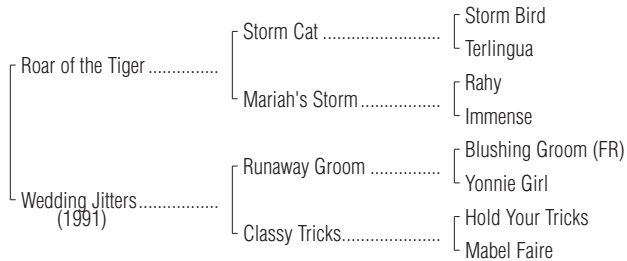 Storm Bird
Storm Cat ......................
Terlingua
Roar of the Tiger .............
Rahy
Mariah's Storm ...............
Immense
Blushing Groom (FR)
Runaway Groom .............
Yonnie Girl
Wedding Jitters...............
(1991)
Hold Your Tricks
Classy Tricks...................
Mabel Faire